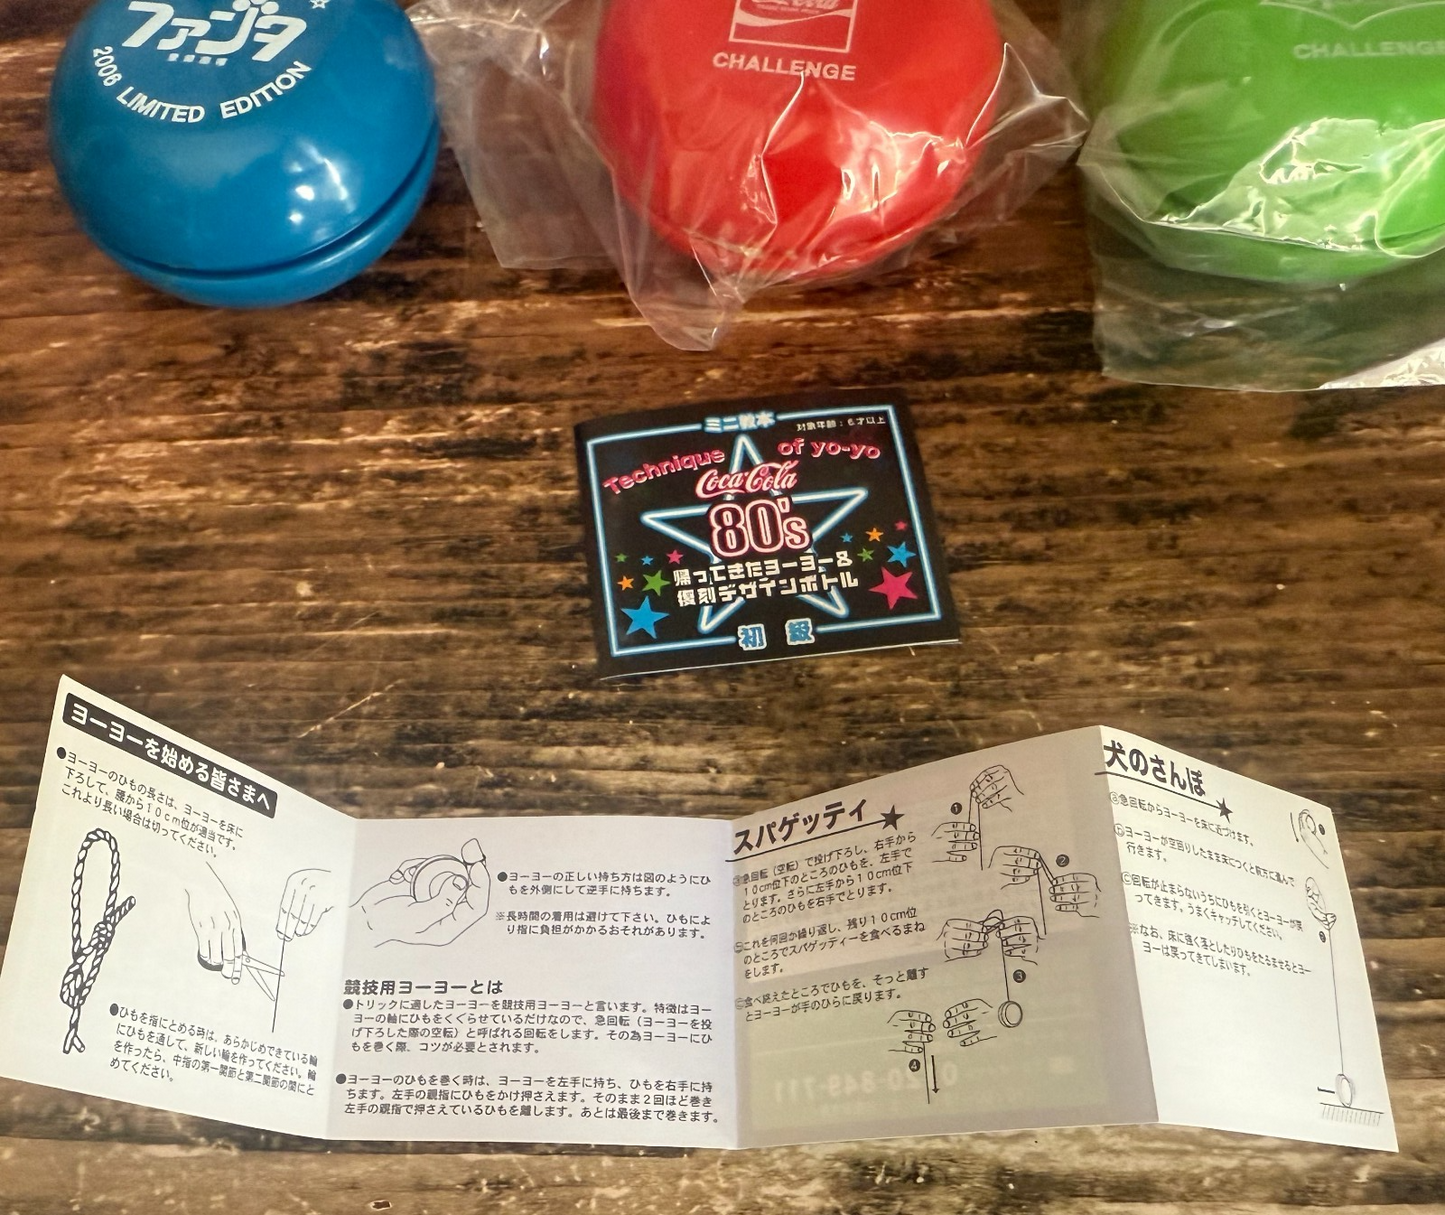 ファンタ
2006 LIMITED EDITION
CHALLENGE
CHALLENGE
ミニ教本
対象年齢：6才以上
Technique of yo-yo
Coca-Cola
80's
帰ってきたヨーヨー&
復刻デザインボトル
初 級
ヨーヨーを始める皆さまへ
●ヨーヨーのひもの長さは、ヨーヨーを床に
下ろして、腰から10cm位が適当です。
これより長い場合は切ってください。
●ひもを指にとめる時は、あらかじめできている輪
にひもを通して、新しい輪を作ってください。輪
を作ったら、中指の第一関節と第二関節の間にと
めてください。
●ヨーヨーの正しい持ち方は図のようにひ
もを外側にして逆手に持ちます。
※長時間の着用は避けて下さい。ひもによ
り指に負担がかかるおそれがあります。
競技用ヨーヨーとは
●トリックに適したヨーヨーを競技用ヨーヨーと言います。特徴はヨー
ヨーの軸にひもをくぐらせているだけなので、急回転（ヨーヨーを投
げ下ろした際の空転）と呼ばれる回転をします。その為ヨーヨーにひ
もを巻く際、コツが必要とされます。
●ヨーヨーのひもを巻く時は、ヨーヨーを左手に持ち、ひもを右手に持
ちます。左手の親指にひもをかけ押さえます。そのまま2回ほど巻き
左手の親指で押さえているひもを離します。あとは最後まで巻きます。
スパゲッティ★
ⓐ急回転（空転）で投げ下ろし、右手から
10cm位下のところのひもを、左手で
とります。さらに左手から10cm位下
のところのひもを右手でとります。
ⓑこれを何回か繰り返し、残り10cm位
のところでスパゲッティーを食べるまね
をします。
ⓒ食べ終えたところでひもを、そっと離す
とヨーヨーが手のひらに戻ります。
❶
❷
❸
❹
犬のさんぽ★
ⓐ急回転からヨーヨーを床に近づけます。
ⓑヨーヨーが空回りしたまま床につくと前方に進んで
行きます。
ⓒ回転が止まらないうちにひもを引くとヨーヨーが戻
ってきます。うまくキャッチしてください。
※なお、床に強く落としたりひもをたるませるとヨー
ヨーは戻ってきてしまいます。
❶
❷